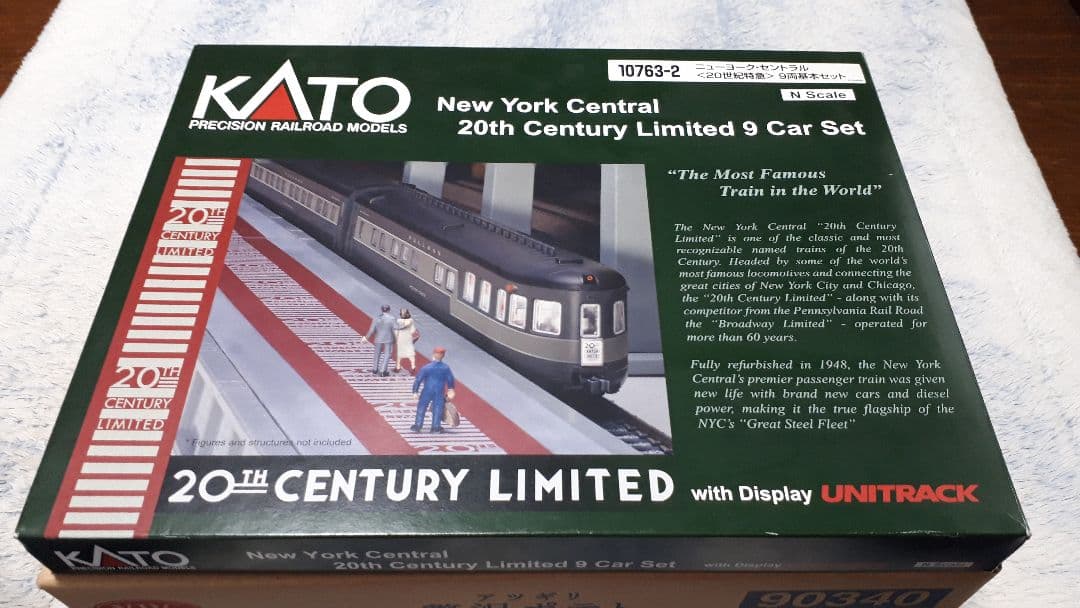 KATO
PRECISION RAILROAD MODELS
10763-2
ニューヨーク・セントラル
<20世紀特急> 9両基本セット
N Scale
New York Central
20th Century Limited 9 Car Set
"The Most Famous
Train in the World"
The New York Central "20th Century
Limited" is one of the classic and most
recognizable named trains of the 20th
Century. Headed by some of the world's
most famous locomotives and connecting the
great cities of New York City and Chicago,
the "20th Century Limited" - along with its
competitor from the Pennsylvania Rail Road
the "Broadway Limited" - operated for
more than 60 years.
Fully refurbished in 1948, the New York
Central's premier passenger train was given
new life with brand new cars and diesel
power, making it the true flagship of the
NYC's "Great Steel Fleet"
20TH
CENTURY
LIMITED
20TH
CENTURY
LIMITED
* Figures and structures not included
20TH CENTURY LIMITED
with Display UNITRACK
KATO
PRECISION RAILROAD MODELS
New York Central
20th Century Limited 9 Car Set
with Display
N Scale
アツギリ
90340